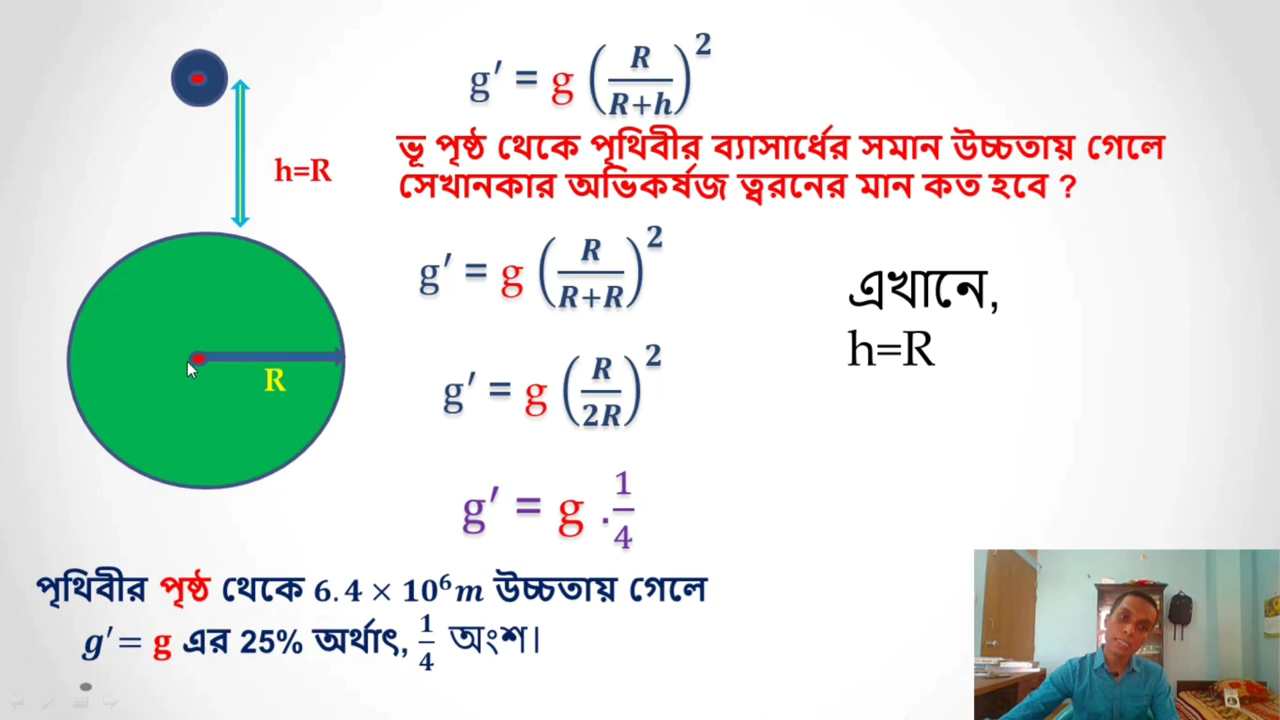 g′ = g (R/(R+h))²
h=R
ভূ পৃষ্ঠ থেকে পৃথিবীর ব্যাসার্ধের সমান উচ্চতায় গেলে
সেখানকার অভিকর্ষজ ত্বরনের মান কত হবে ?
g′ = g (R/(R+R))²
এখানে,
h=R
R
g′ = g (R/2R)²
g′ = g .1/4
পৃথিবীর পৃষ্ঠ থেকে 6.4 × 10⁶m উচ্চতায় গেলে
g′= g এর 25% অর্থাৎ, 1/4 অংশ।